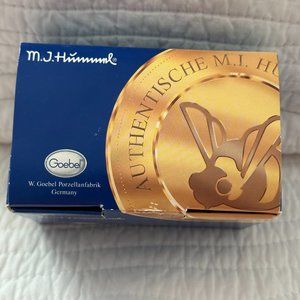 M.J.Hummel®
AUTHENTISCHE M.J. HU
Goebel
W. Goebel Porzellanfabrik
Germany